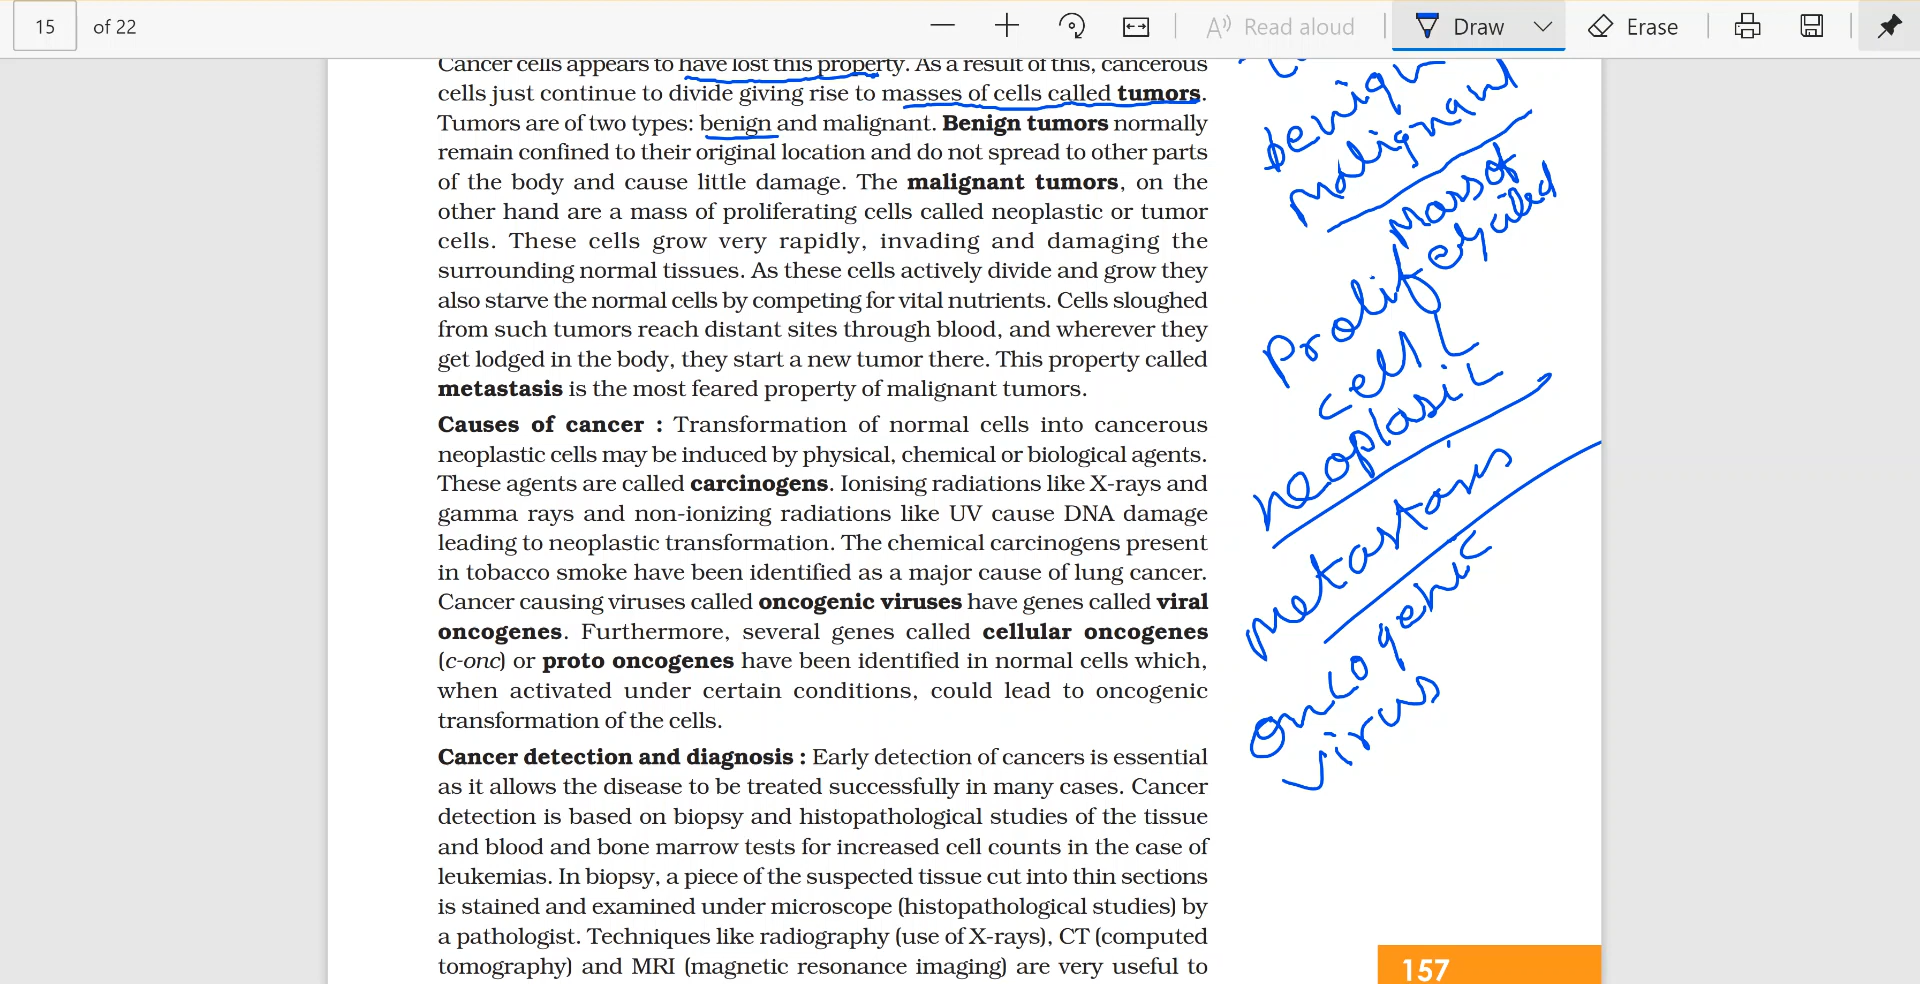 15 of 22
Read aloud
Draw
Erase
Cancer cells appears to have lost this property. As a result of this, cancerous
cells just continue to divide giving rise to masses of cells called tumors.
Tumors are of two types: benign and malignant. Benign tumors normally
remain confined to their original location and do not spread to other parts
of the body and cause little damage. The malignant tumors, on the
other hand are a mass of proliferating cells called neoplastic or tumor
cells. These cells grow very rapidly, invading and damaging the
surrounding normal tissues. As these cells actively divide and grow they
also starve the normal cells by competing for vital nutrients. Cells sloughed
from such tumors reach distant sites through blood, and wherever they
get lodged in the body, they start a new tumor there. This property called
metastasis is the most feared property of malignant tumors.
Causes of cancer : Transformation of normal cells into cancerous
neoplastic cells may be induced by physical, chemical or biological agents.
These agents are called carcinogens. Ionising radiations like X-rays and
gamma rays and non-ionizing radiations like UV cause DNA damage
leading to neoplastic transformation. The chemical carcinogens present
in tobacco smoke have been identified as a major cause of lung cancer.
Cancer causing viruses called oncogenic viruses have genes called viral
oncogenes. Furthermore, several genes called cellular oncogenes
(c-onc) or proto oncogenes have been identified in normal cells which,
when activated under certain conditions, could lead to oncogenic
transformation of the cells.
Cancer detection and diagnosis : Early detection of cancers is essential
as it allows the disease to be treated successfully in many cases. Cancer
detection is based on biopsy and histopathological studies of the tissue
and blood and bone marrow tests for increased cell counts in the case of
leukemias. In biopsy, a piece of the suspected tissue cut into thin sections
is stained and examined under microscope (histopathological studies) by
a pathologist. Techniques like radiography (use of X-rays), CT (computed
tomography) and MRI (magnetic resonance imaging) are very useful to
benign
malignant
mass of
Prolif
cell
neoplasic
metastasis
oncogenic
virus
157